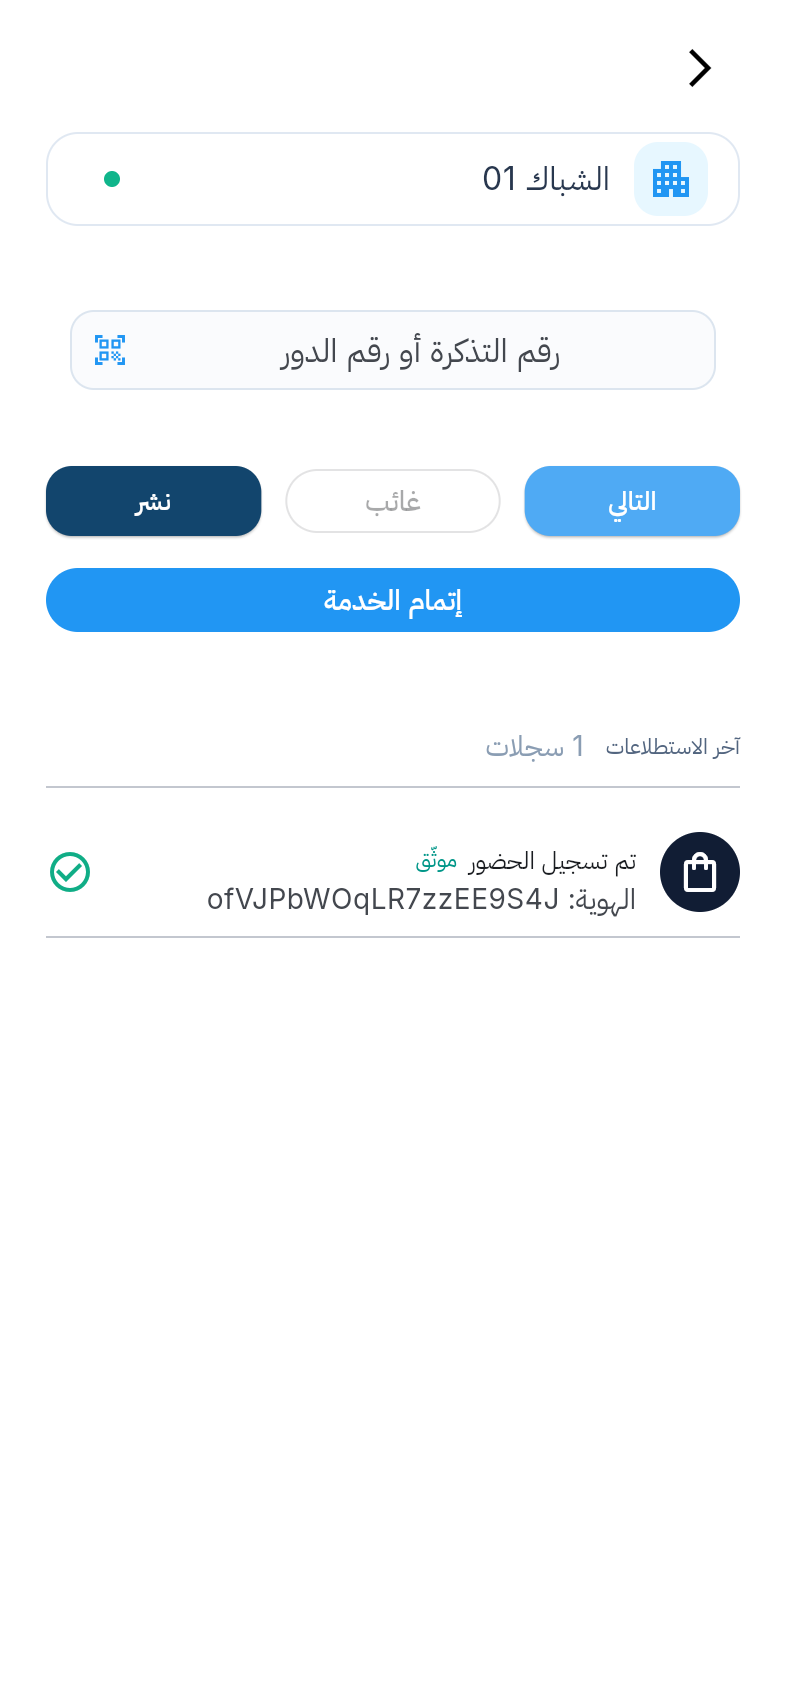 الشباك 01
رقم التذكرة أو رقم الدور
التالي
غائب
نشر
إتمام الخدمة
آخر الاستطلاعات
1 سجلات
تم تسجيل الحضور موثّق
الهوية: ofVJPbWOqLR7zzEE9S4J